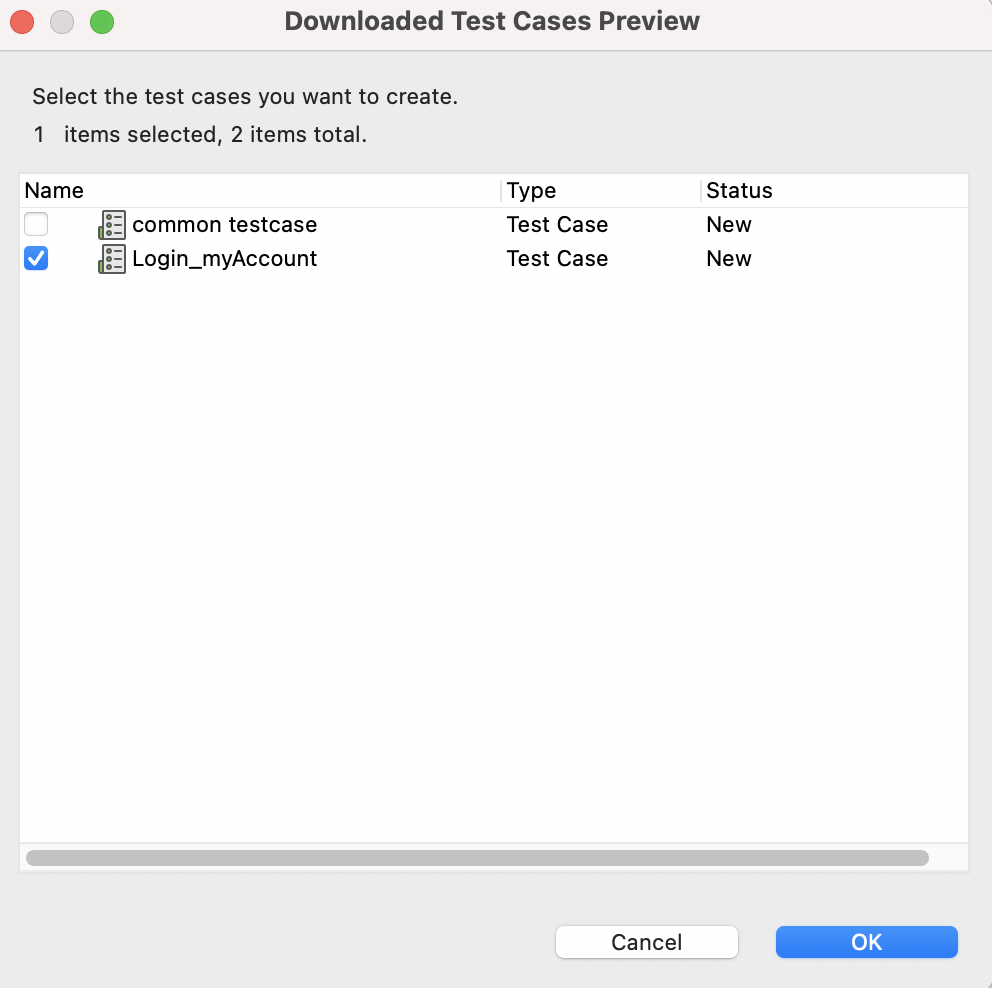 Downloaded Test Cases Preview
Select the test cases you want to create.
1 items selected, 2 items total.
Name Type Status
common testcase Test Case New
Login_myAccount Test Case New
Cancel OK